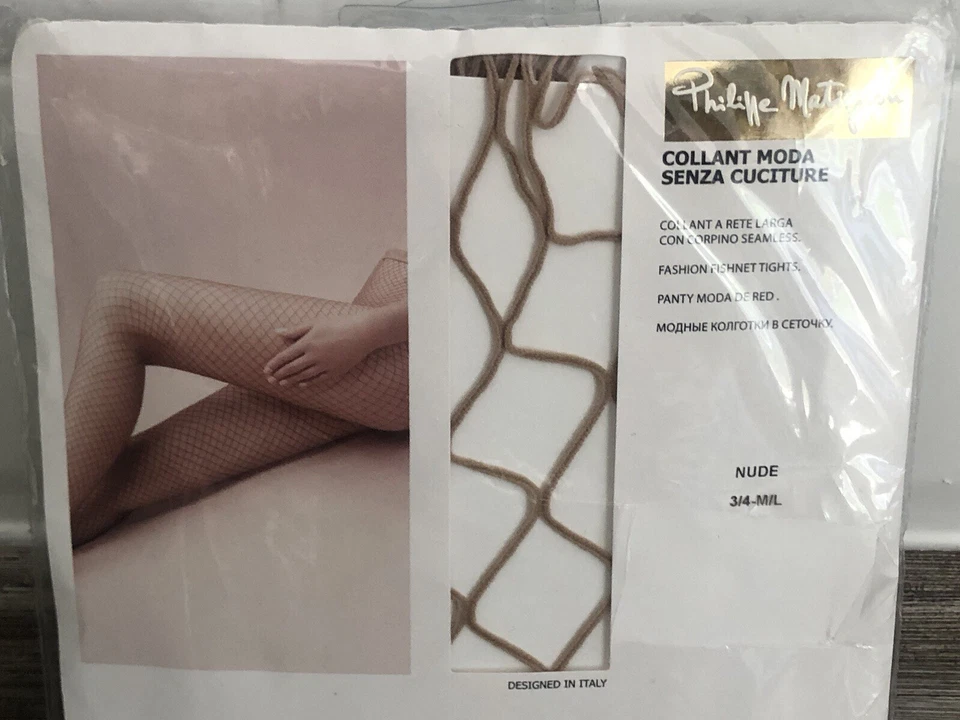 Philippe Matignon
COLLANT MODA
SENZA CUCITURE
COLLANT A RETE LARGA
CON CORPINO SEAMLESS.
FASHION FISHNET TIGHTS.
PANTY MODA DE RED .
МОДНЫЕ КОЛГОТКИ В СЕТОЧКУ.
NUDE
3/4-M/L
DESIGNED IN ITALY